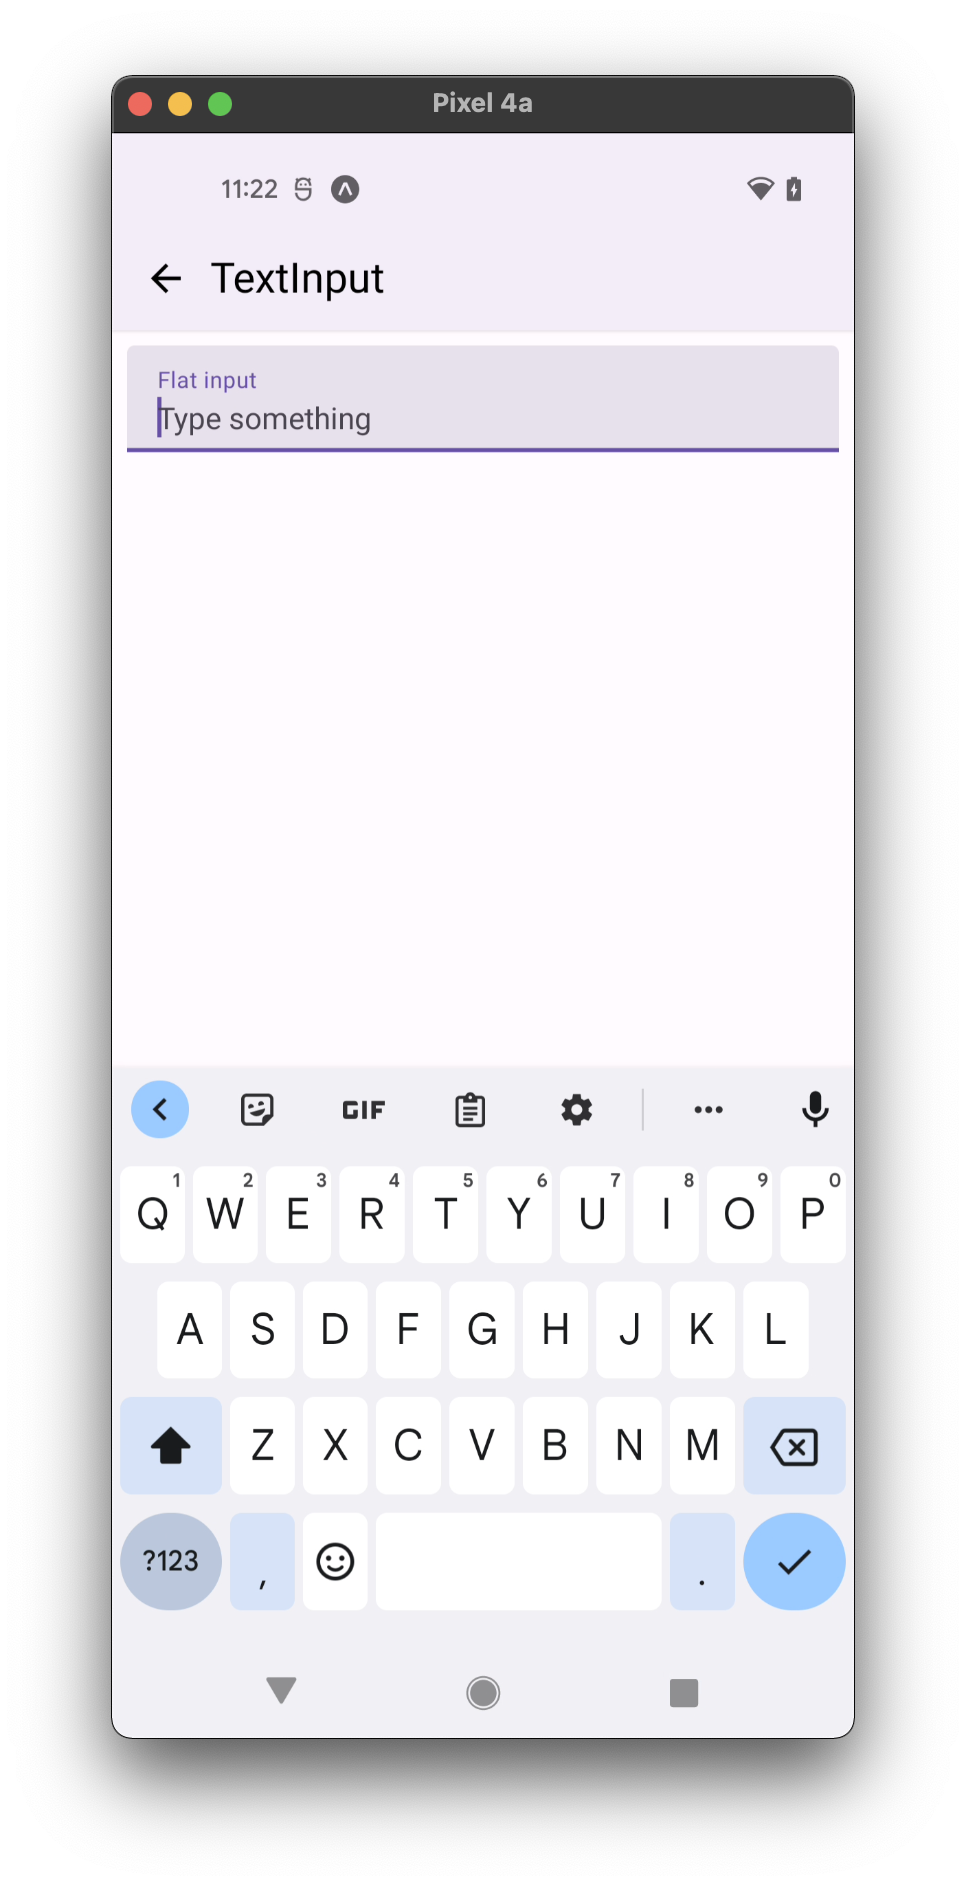 Pixel 4a
11:22
TextInput
Flat input
Type something
GIF
1 2 3 4 5 6 7 8 9 0
Q W E R T Y U I O P
A S D F G H J K L
Z X C V B N M
?123 , .